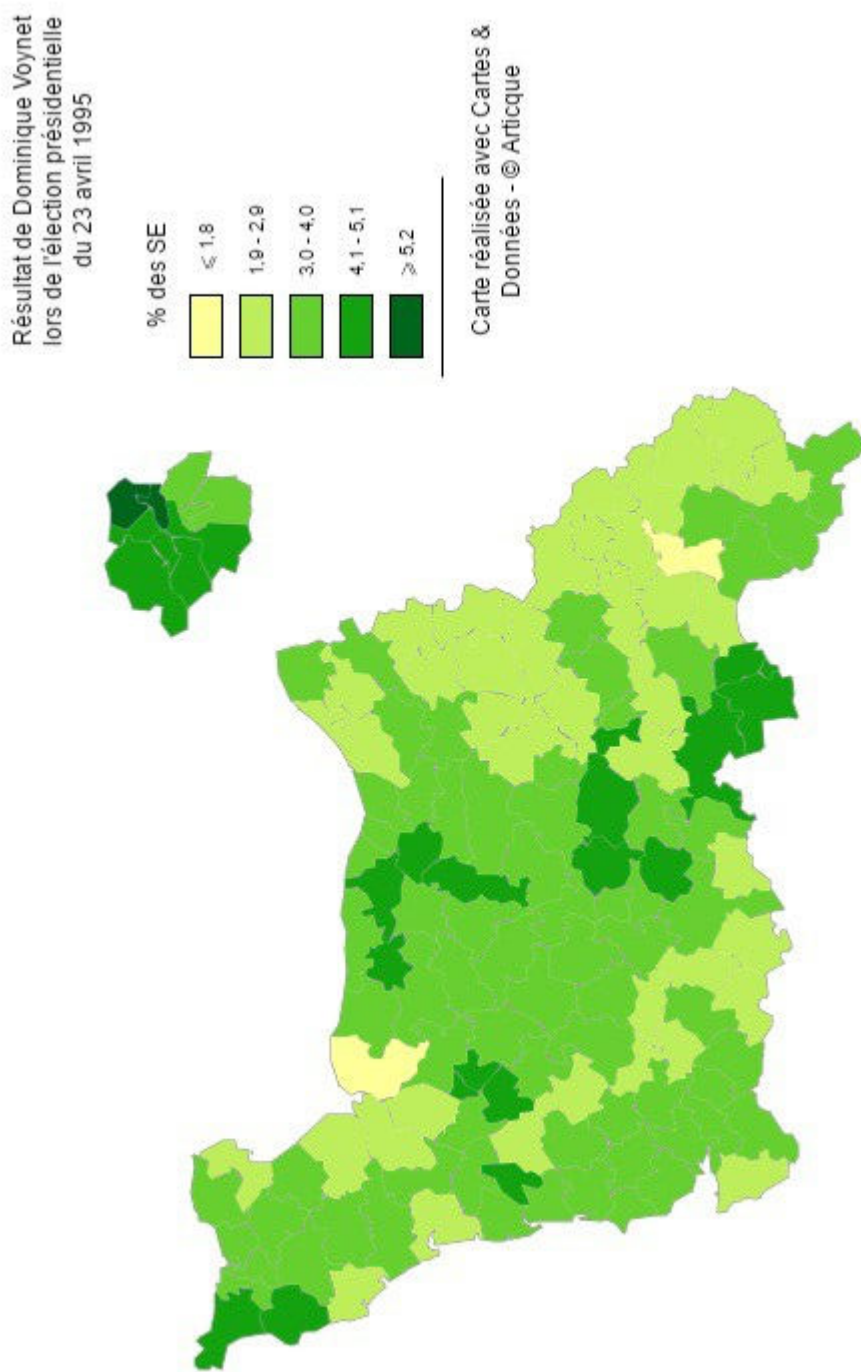 Résultat de Dominique Voynet
lors de l'élection présidentielle
du 23 avril 1995
% des SE
≤ 1,8
1,9 - 2,9
3,0 - 4,0
4,1 - 5,1
≥ 5,2
Carte réalisée avec Cartes &
Données - © Articque